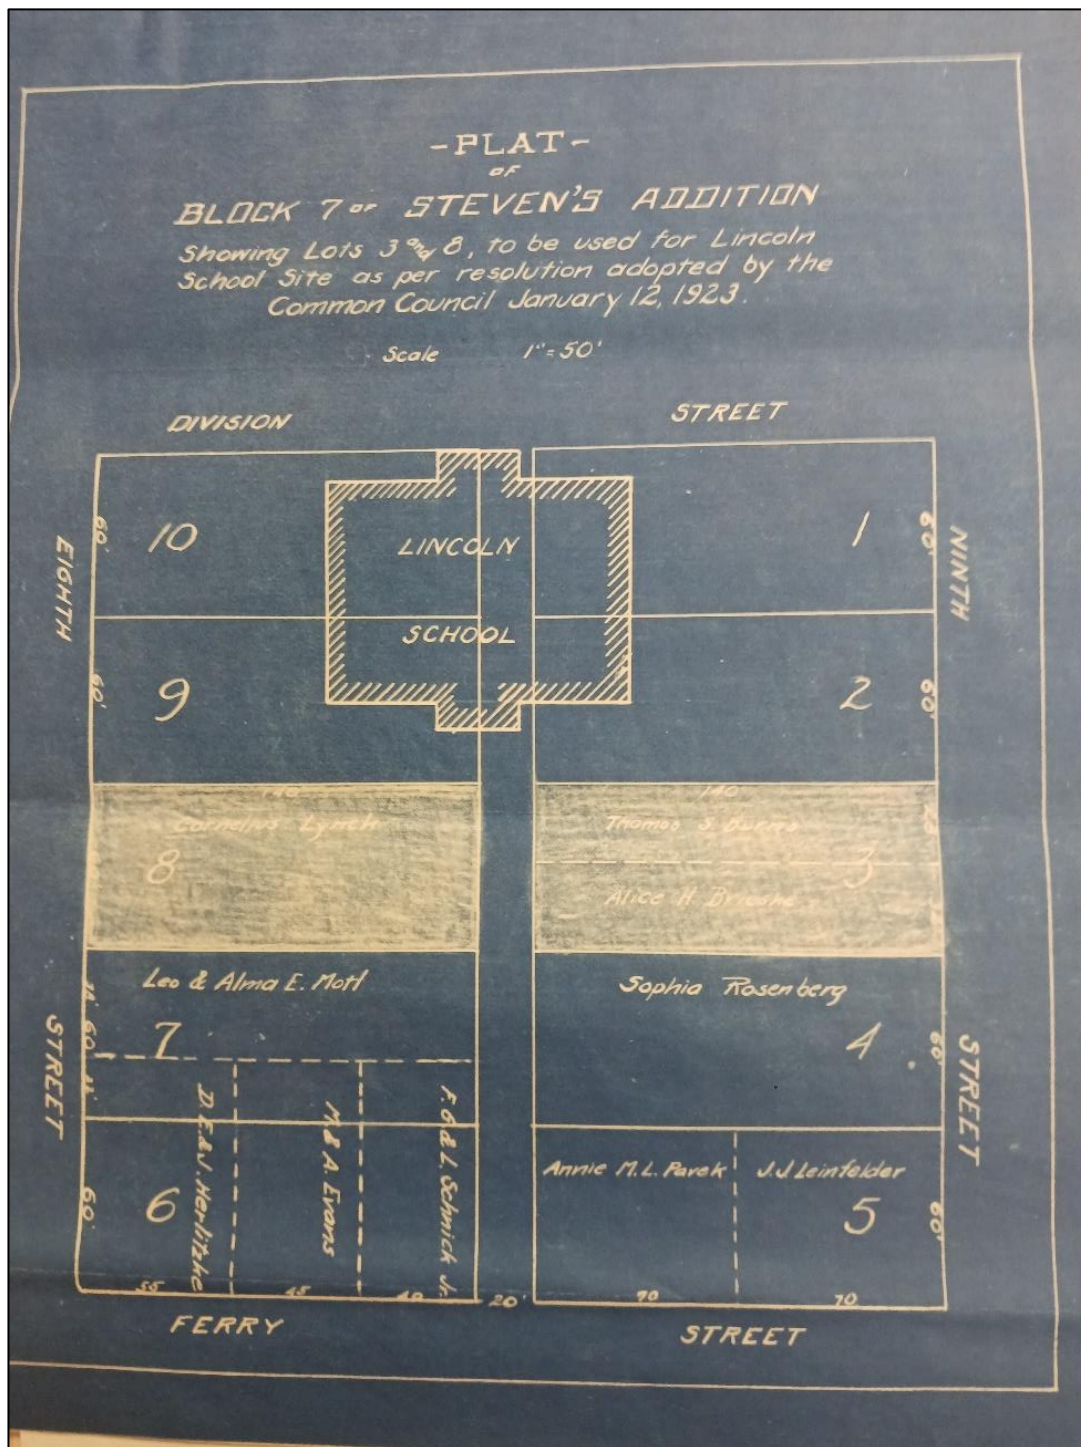 -PLAT-
OF
BLOCK 7 OF STEVEN'S ADDITION
Showing Lots 3 and 8, to be used for Lincoln
School Site as per resolution adopted by the
Common Council January 12, 1923.
Scale 1"=50'
DIVISION STREET
EIGHTH STREET
NINTH STREET
10 60'
LINCOLN
SCHOOL
1 60'
9 60'
2 60'
140
Cornelius Lynch
8
140
Thomas S. Burns
3
Alice H.
Leo & Alma E. Motl
7 60'
Sophia Rosenberg
4 60'
D. E. & J. Herlitzke
M & A Evans
F. G & L. Schnick Jr.
6 60'
Annie M. L. Pavek
J. J. Leinfelder
5 60'
55 45 40 20' 70 70
FERRY STREET